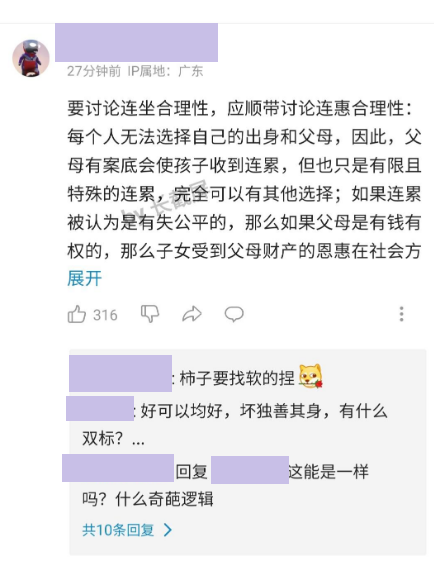 27分钟前 IP属地：广东
要讨论连坐合理性，应顺带讨论连惠合理性：
每个人无法选择自己的出身和父母，因此，父
母有案底会使孩子收到连累，但也只是有限且
特殊的连累，完全可以有其他选择；如果连累
被认为是有失公平的，那么如果父母是有钱有
权的，那么子女受到父母财产的恩惠在社会方
展开
316
: 柿子要找软的捏
: 好可以均好，坏独善其身，有什么
双标？...
回复 这能是一样
吗？什么奇葩逻辑
共10条回复
by 长截屏